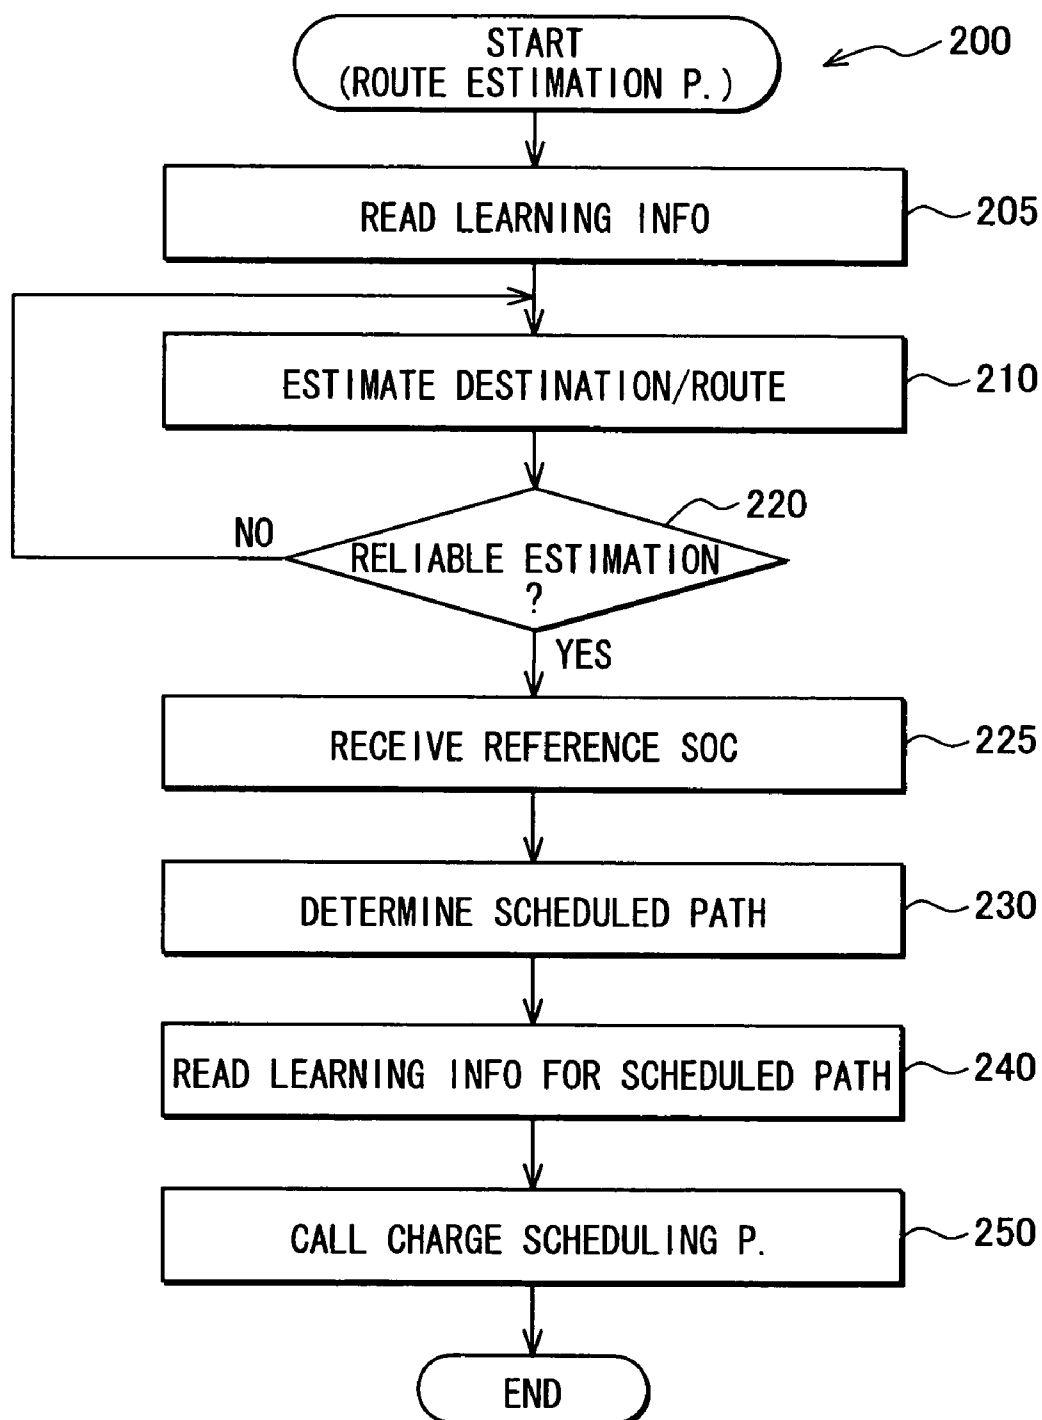 START
(ROUTE ESTIMATION P.)
200
READ LEARNING INFO
205
ESTIMATE DESTINATION/ROUTE
210
220
NO
RELIABLE ESTIMATION
?
YES
RECEIVE REFERENCE SOC
225
DETERMINE SCHEDULED PATH
230
READ LEARNING INFO FOR SCHEDULED PATH
240
CALL CHARGE SCHEDULING P.
250
END